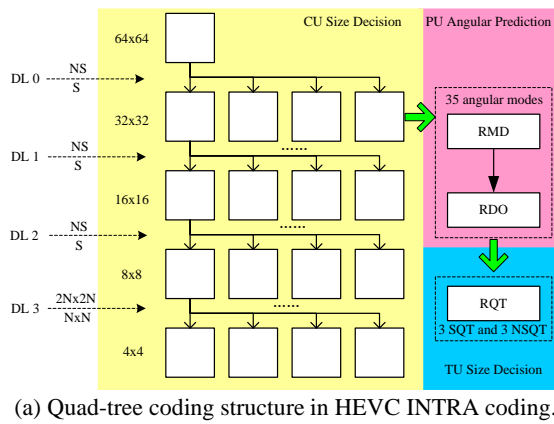 CU Size Decision
PU Angular Prediction
64x64
DL 0
NS
S
35 angular modes
32x32
RMD
......
DL 1
NS
S
16x16
RDO
......
DL 2
NS
S
8x8
RQT
......
DL 3
2Nx2N
NxN
3 SQT and 3 NSQT
4x4
TU Size Decision
(a) Quad-tree coding structure in HEVC INTRA coding.